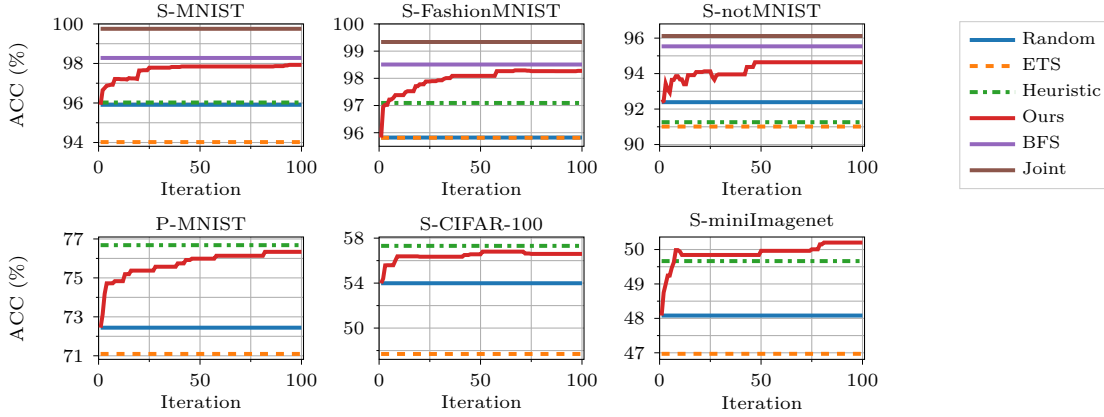 S-MNIST
S-FashionMNIST
S-notMNIST
ACC (%)
100
98
96
94
0
50
100
Iteration
100
99
98
97
96
0
50
100
Iteration
96
94
92
90
0
50
100
Iteration
Random
ETS
Heuristic
Ours
BFS
Joint
P-MNIST
S-CIFAR-100
S-miniImagenet
ACC (%)
77
75
73
71
0
50
100
Iteration
58
54
50
0
50
100
Iteration
50
49
48
47
0
50
100
Iteration